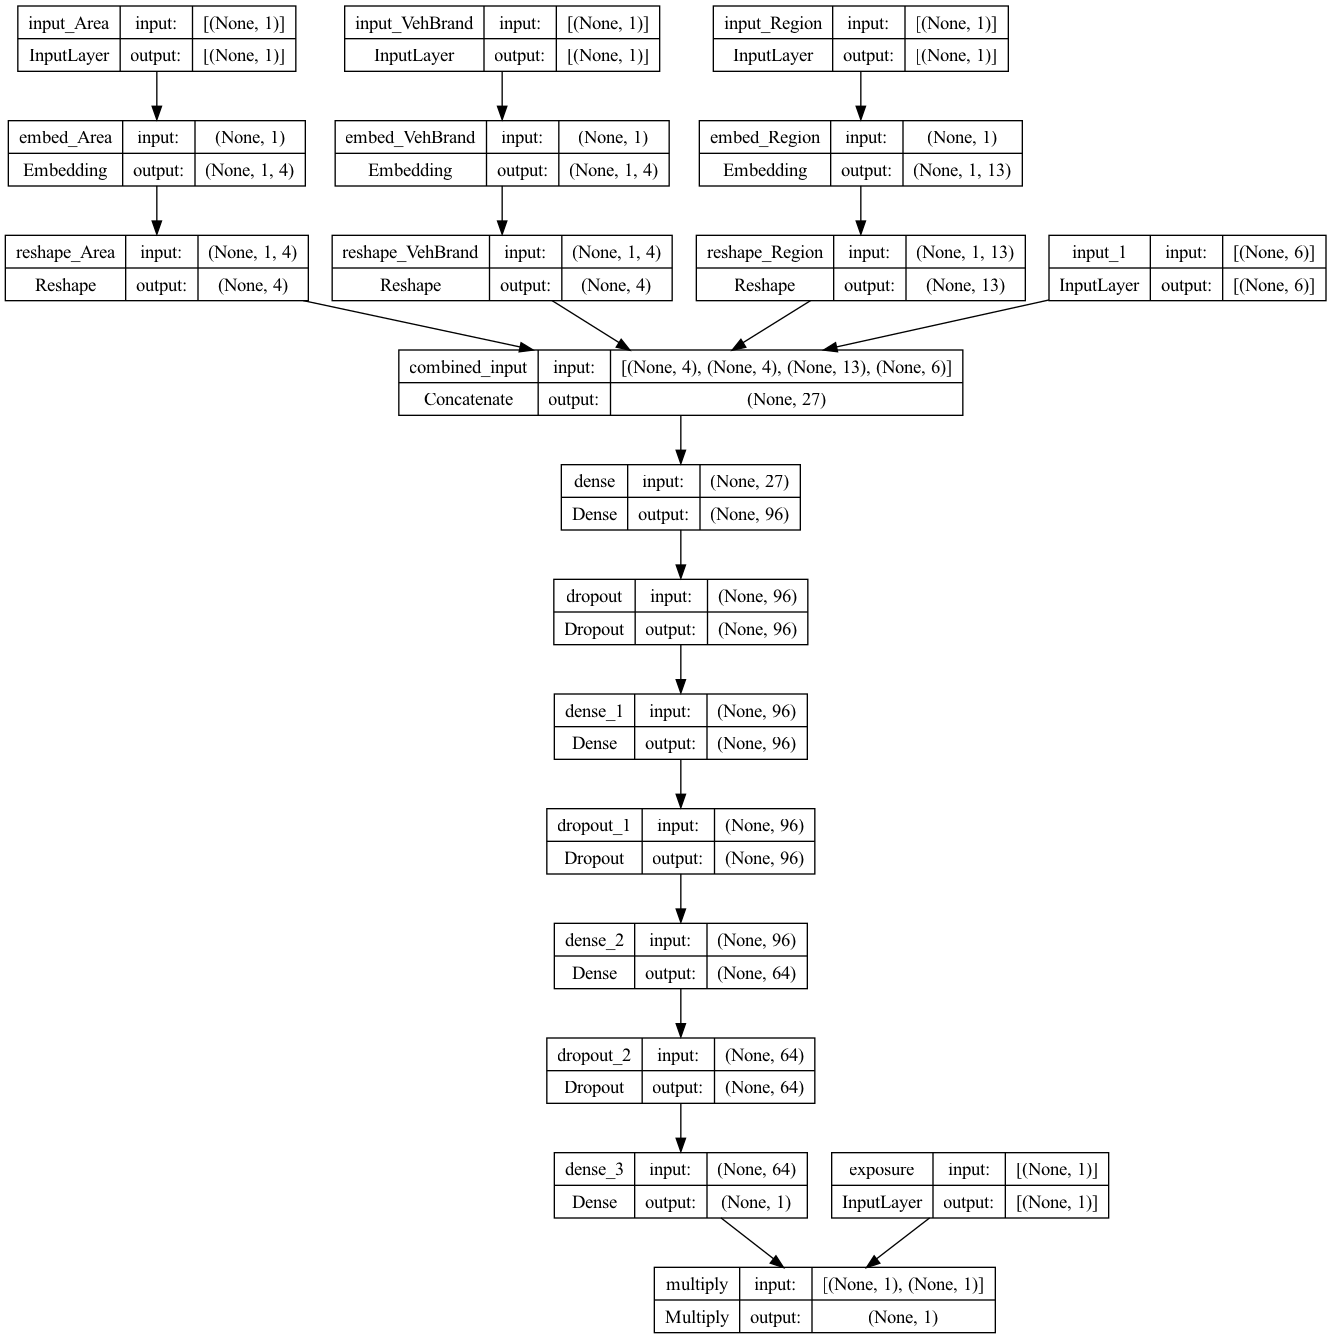 input_Area input: [(None, 1)]
InputLayer output: [(None, 1)]
input_VehBrand input: [(None, 1)]
InputLayer output: [(None, 1)]
input_Region input: [(None, 1)]
InputLayer output: [(None, 1)]
embed_Area input: (None, 1)
Embedding output: (None, 1, 4)
embed_VehBrand input: (None, 1)
Embedding output: (None, 1, 4)
embed_Region input: (None, 1)
Embedding output: (None, 1, 13)
reshape_Area input: (None, 1, 4)
Reshape output: (None, 4)
reshape_VehBrand input: (None, 1, 4)
Reshape output: (None, 4)
reshape_Region input: (None, 1, 13)
Reshape output: (None, 13)
input_1 input: [(None, 6)]
InputLayer output: [(None, 6)]
combined_input input: [(None, 4), (None, 4), (None, 13), (None, 6)]
Concatenate output: (None, 27)
dense input: (None, 27)
Dense output: (None, 96)
dropout input: (None, 96)
Dropout output: (None, 96)
dense_1 input: (None, 96)
Dense output: (None, 96)
dropout_1 input: (None, 96)
Dropout output: (None, 96)
dense_2 input: (None, 96)
Dense output: (None, 64)
dropout_2 input: (None, 64)
Dropout output: (None, 64)
dense_3 input: (None, 64)
Dense output: (None, 1)
exposure input: [(None, 1)]
InputLayer output: [(None, 1)]
multiply input: [(None, 1), (None, 1)]
Multiply output: (None, 1)